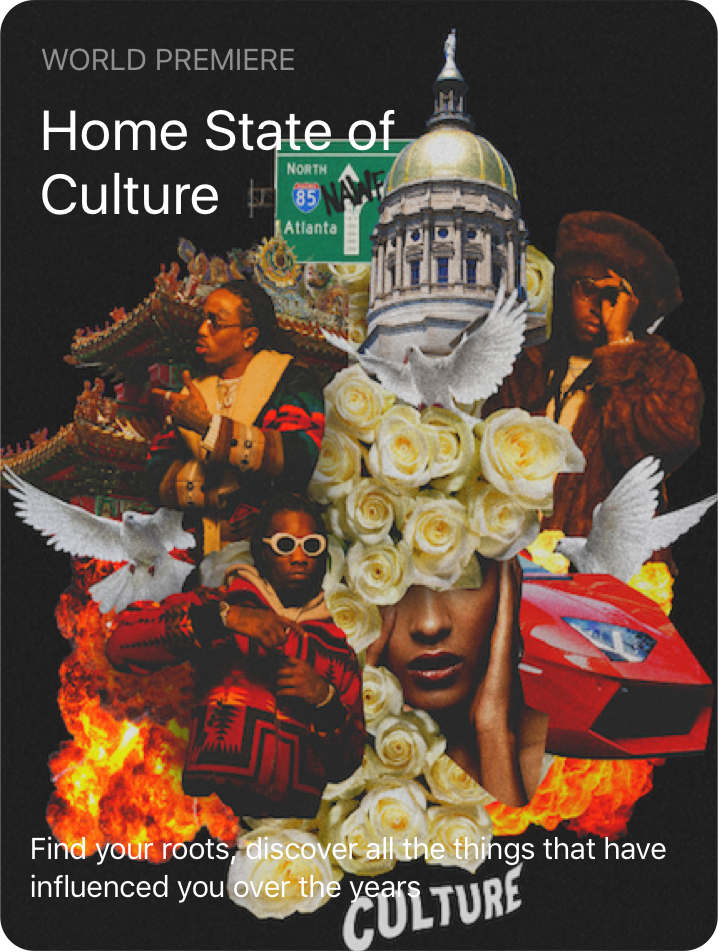 WORLD PREMIERE
Home State of
Culture
NORTH
85
NAWF
Atlanta
Find your roots, discover all the things that have
influenced you over the years
CULTURE